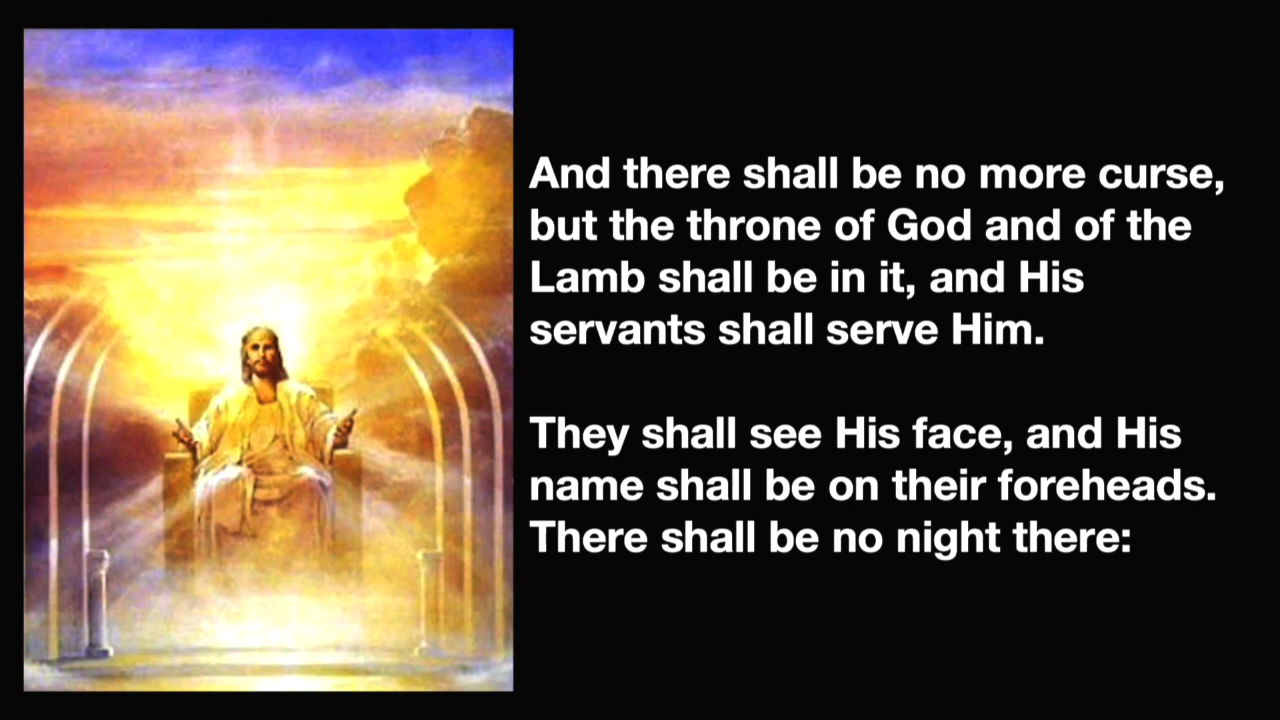 And there shall be no more curse,
but the throne of God and of the
Lamb shall be in it, and His
servants shall serve Him.
They shall see His face, and His
name shall be on their foreheads.
There shall be no night there: